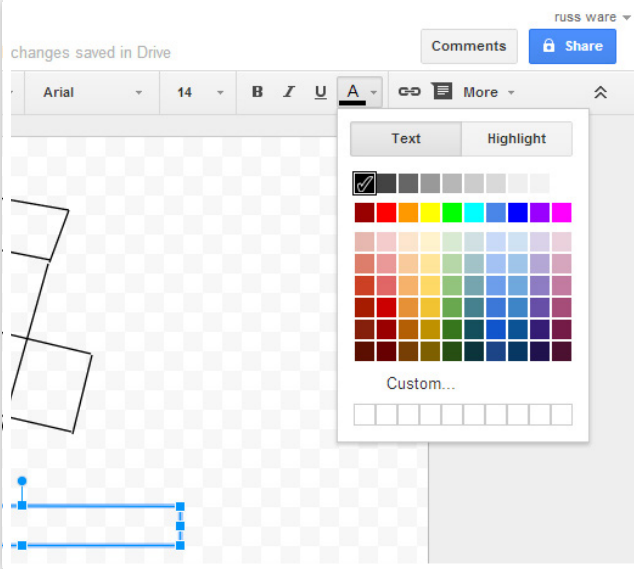 russ ware
changes saved in Drive
Comments
Share
Arial
14
B
I
U
A
More
Text
Highlight
Custom...